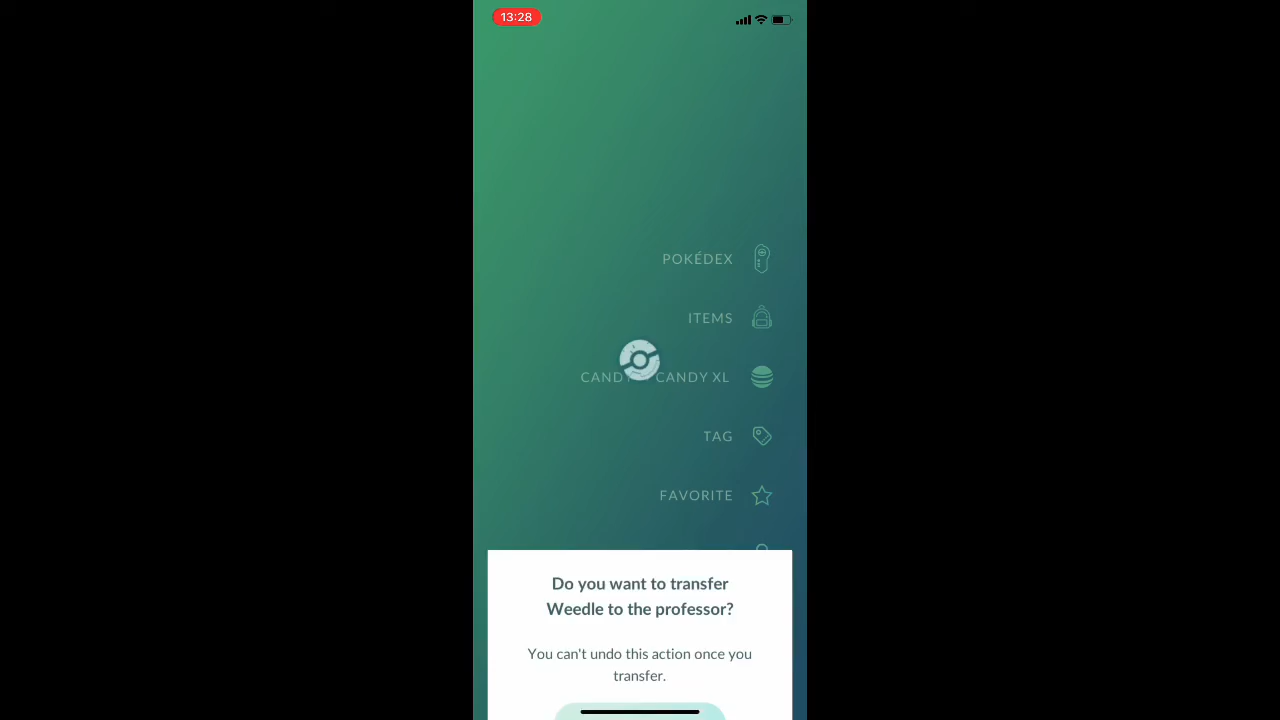 13:28
POKÉDEX
ITEMS
CANDY CANDY XL
TAG
FAVORITE
Do you want to transfer
Weedle to the professor?
You can't undo this action once you
transfer.